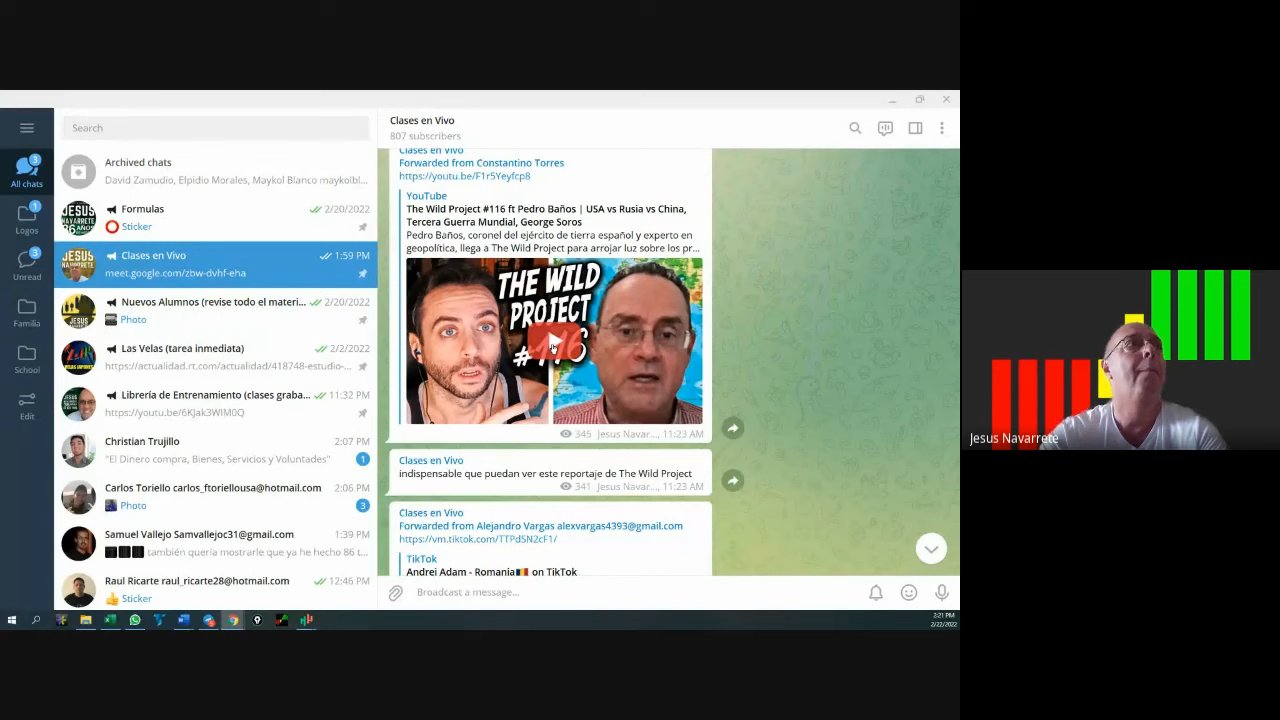 Search
3
All chats
1
Logos
3
Unread
Familia
School
Edit
Archived chats
David Zamudio, Elpidio Morales, Maykol Blanco maykolbl...
Formulas
2/20/2022
Sticker
Clases en Vivo
1:59 PM
meet.google.com/zbw-dvhf-eha
Nuevos Alumnos (revise todo el materi...
2/20/2022
Photo
Las Velas (tarea inmediata)
2/2/2022
https://actualidad.rt.com/actualidad/418748-estudio-...
Librería de Entrenamiento (clases graba...
11:32 PM
https://youtu.be/6KJak3WIM0Q
Christian Trujillo
2:07 PM
"El Dinero compra, Bienes, Servicios y Voluntades"
1
Carlos Toriello carlos_ftoriellousa@hotmail.com
2:06 PM
Photo
3
Samuel Vallejo Samvallejoc31@gmail.com
1:39 PM
también quería mostrarle que ya he hecho 86 t...
Raul Ricarte raul_ricarte28@hotmail.com
12:46 PM
Sticker
Clases en Vivo
807 subscribers
Clases en Vivo
Forwarded from Constantino Torres
https://youtu.be/F1r5Yeyfcp8
YouTube
The Wild Project #116 ft Pedro Baños | USA vs Rusia vs China,
Tercera Guerra Mundial, George Soros
Pedro Baños, coronel del ejército de tierra español y experto en
geopolítica, llega a The Wild Project para arrojar luz sobre los pr...
THE WILD
PROJECT
345 Jesus Navar..., 11:23 AM
Clases en Vivo
indispensable que puedan ver este reportaje de The Wild Project
341 Jesus Navar..., 11:23 AM
Clases en Vivo
Forwarded from Alejandro Vargas alexvargas4393@gmail.com
https://vm.tiktok.com/TTPdSN2cF1/
TikTok
Andrei Adam - Romania🇷🇴 on TikTok
Broadcast a message...
2:21 PM
2/22/2022
Jesus Navarrete